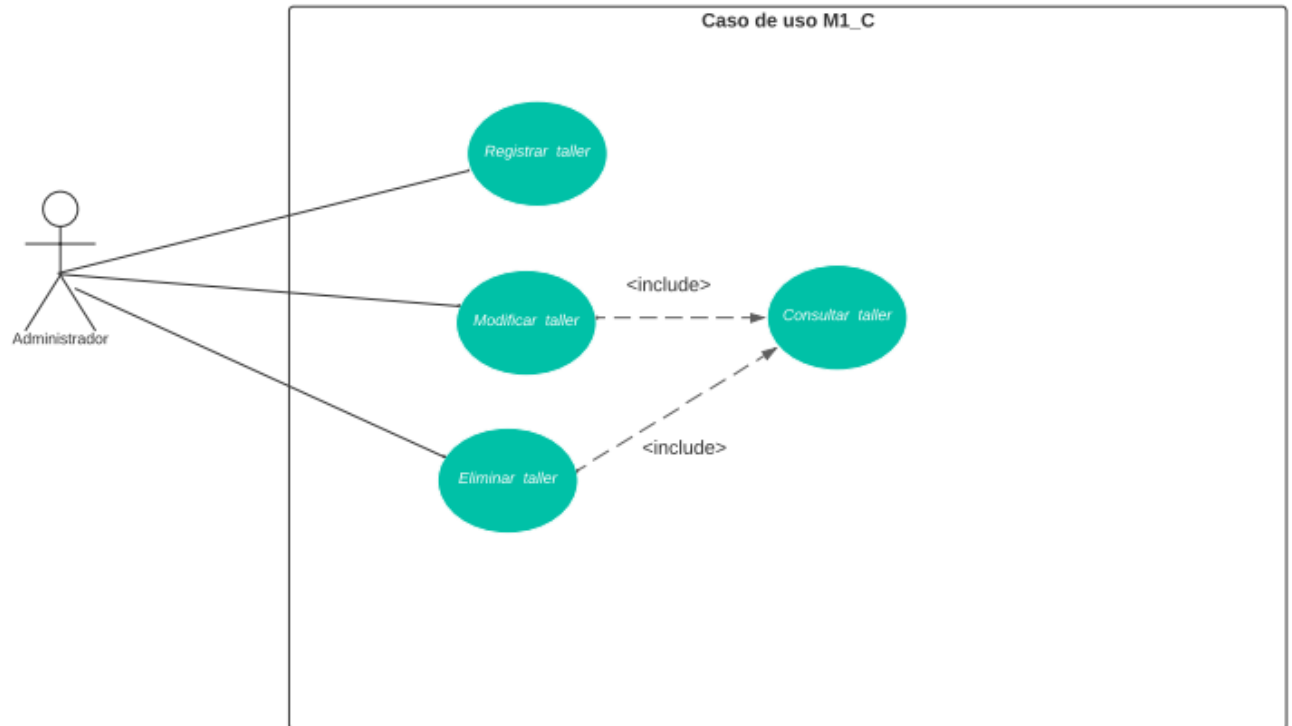 Caso de uso M1_C
Registrar taller
<include>
Modificar taller
Consultar taller
Administrador
<include>
Eliminar taller